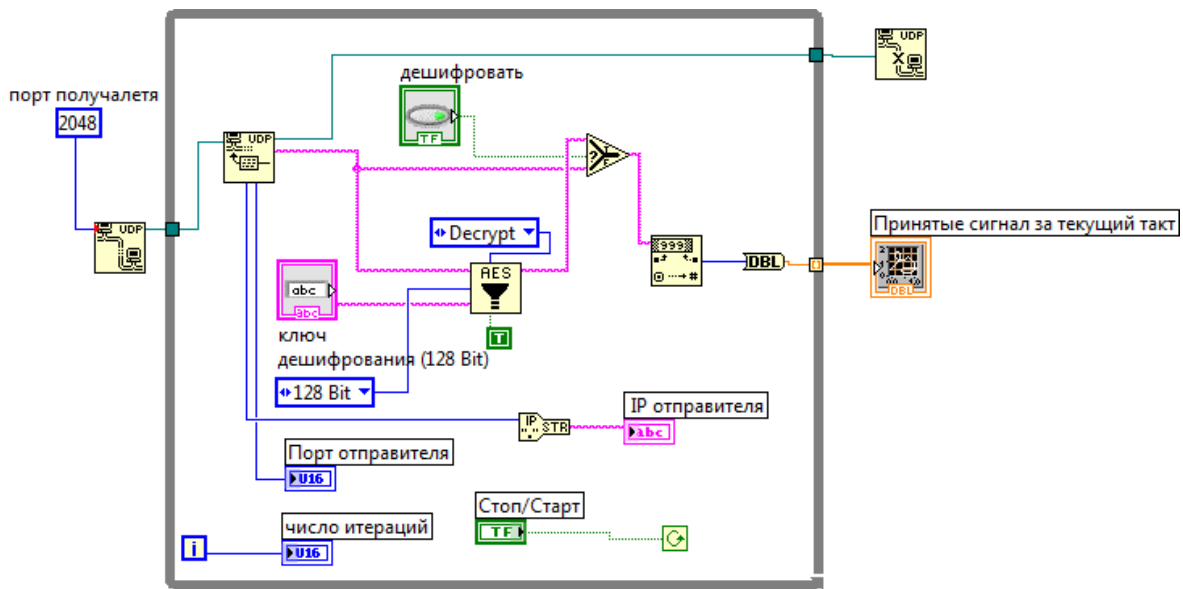 UDP
дешифровать
порт получалетя
2048
TF
UDP
UDP
Принятые сигнал за текущий такт
Decrypt
999
DBL
DBL
AES
abc
abc
T
ключ
дешифрования (128 Bit)
128 Bit
IP отправителя
IP
STR
abc
Порт отправителя
U16
Стоп/Старт
TF
число итераций
i
U16